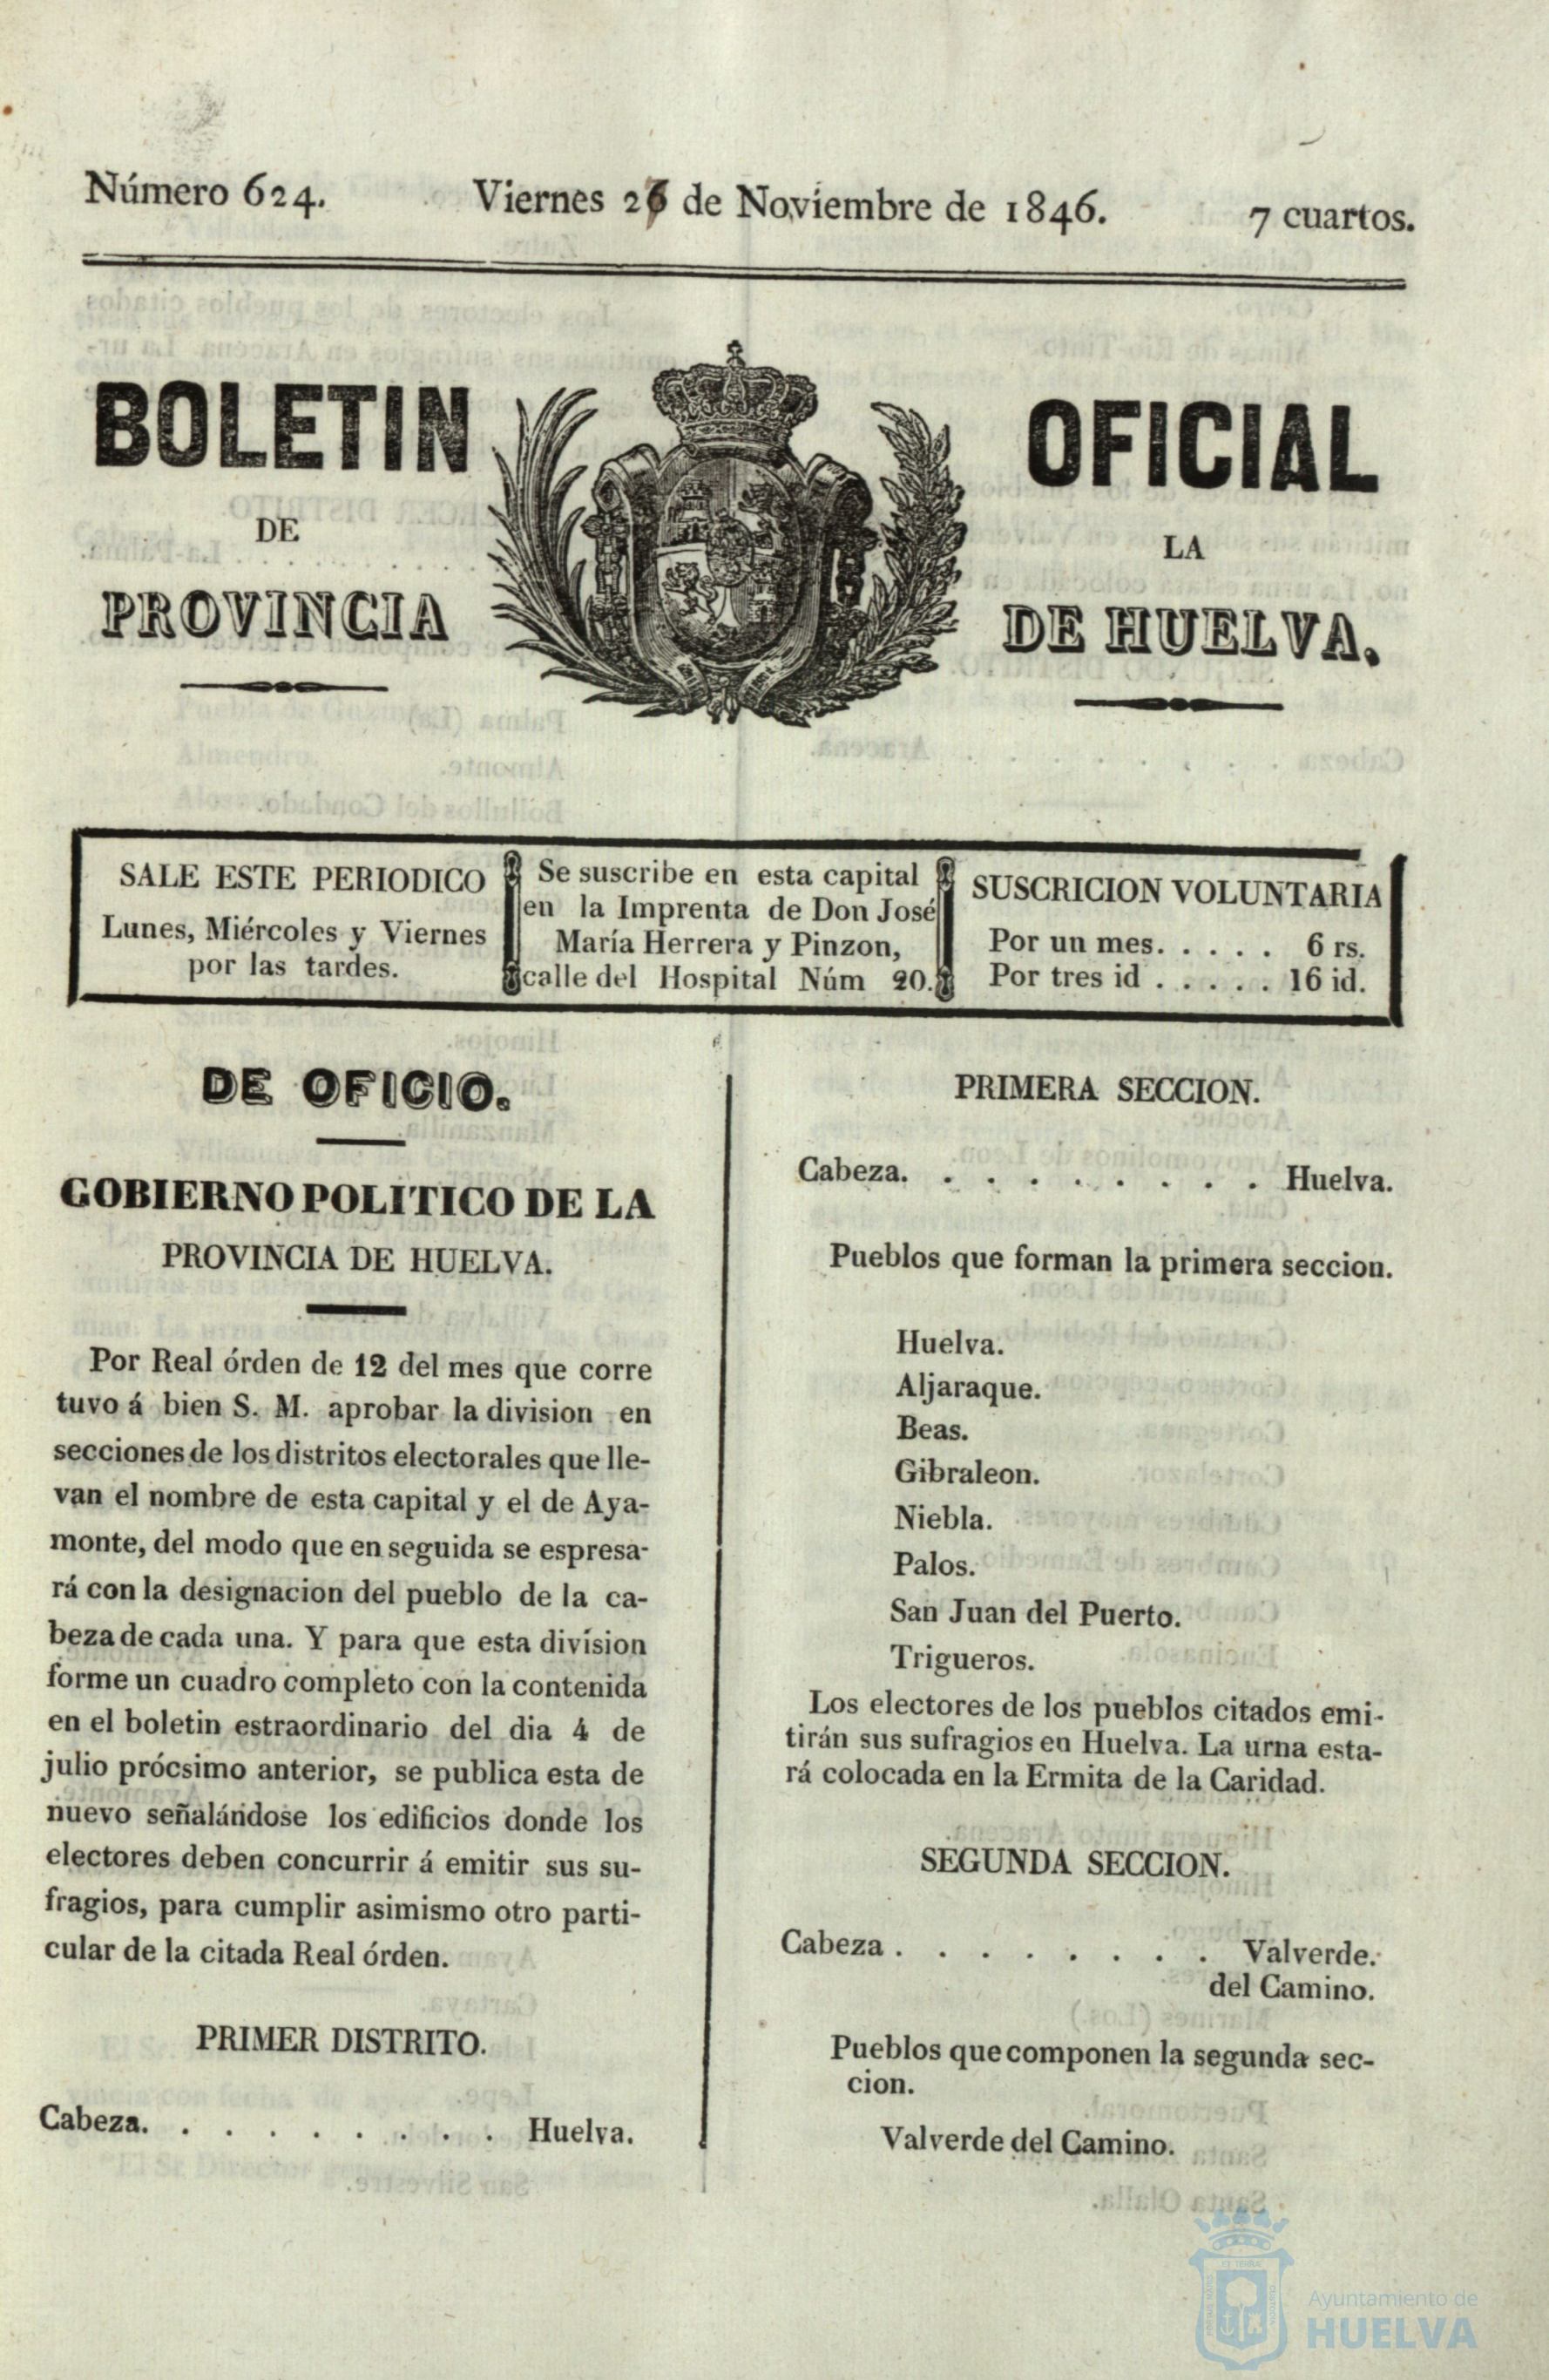 Número 624.
Viernes 27 de Noviembre de 1846.
7 cuartos.
BOLETIN OFICIAL
DE LA
PROVINCIA DE HUELVA.
SALE ESTE PERIODICO
Lunes, Miércoles y Viernes
por las tardes.
Se suscribe en esta capital
en la Imprenta de Don José
María Herrera y Pinzon,
calle del Hospital Núm 20.
SUSCRICION VOLUNTARIA
Por un mes. . . . . 6 rs.
Por tres id . . . . . 16 id.
DE OFICIO.
GOBIERNO POLITICO DE LA
PROVINCIA DE HUELVA.
Por Real órden de 12 del mes que corre
tuvo á bien S. M. aprobar la division en
secciones de los distritos electorales que lle-
van el nombre de esta capital y el de Aya-
monte, del modo que en seguida se espresa-
rá con la designacion del pueblo de la ca-
beza de cada una. Y para que esta division
forme un cuadro completo con la contenida
en el boletin estraordinario del dia 4 de
julio prócsimo anterior, se publica esta de
nuevo señalándose los edificios donde los
electores deben concurrir á emitir sus su-
fragios, para cumplir asimismo otro parti-
cular de la citada Real órden.
PRIMER DISTRITO.
Cabeza. . . . . . . . . Huelva.
PRIMERA SECCION.
Cabeza. . . . . . . . . Huelva.
Pueblos que forman la primera seccion.
Huelva.
Aljaraque.
Beas.
Gibraleon.
Niebla.
Palos.
San Juan del Puerto.
Trigueros.
Los electores de los pueblos citados emi-
tirán sus sufragios en Huelva. La urna esta-
rá colocada en la Ermita de la Caridad.
SEGUNDA SECCION.
Cabeza . . . . . . . . Valverde.
del Camino.
Pueblos que componen la segunda sec-
cion.
Valverde del Camino.
Ayuntamiento de
HUELVA